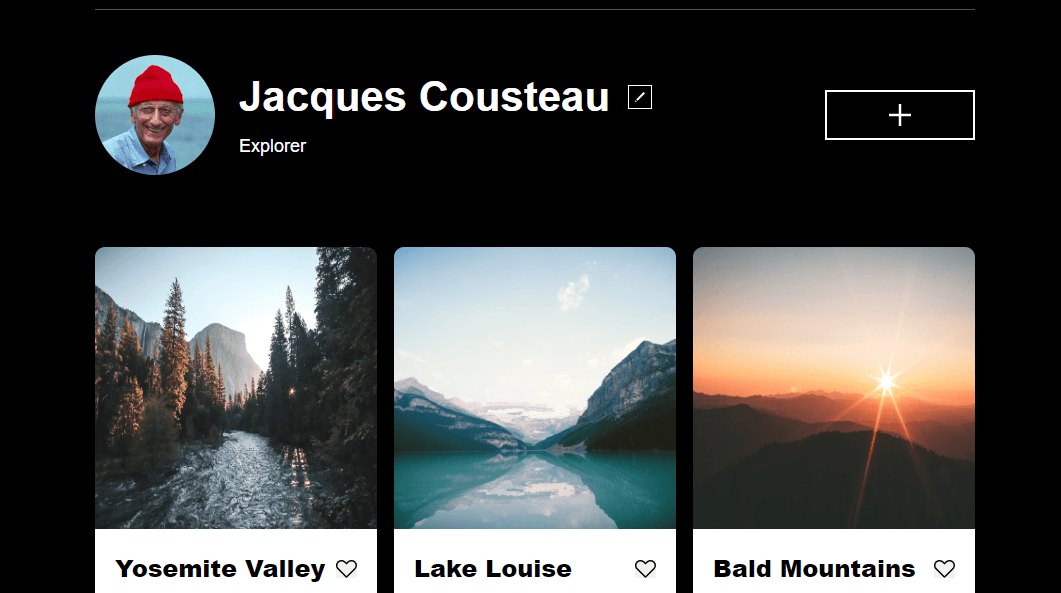 Jacques Cousteau
Explorer
Yosemite Valley
Lake Louise
Bald Mountains